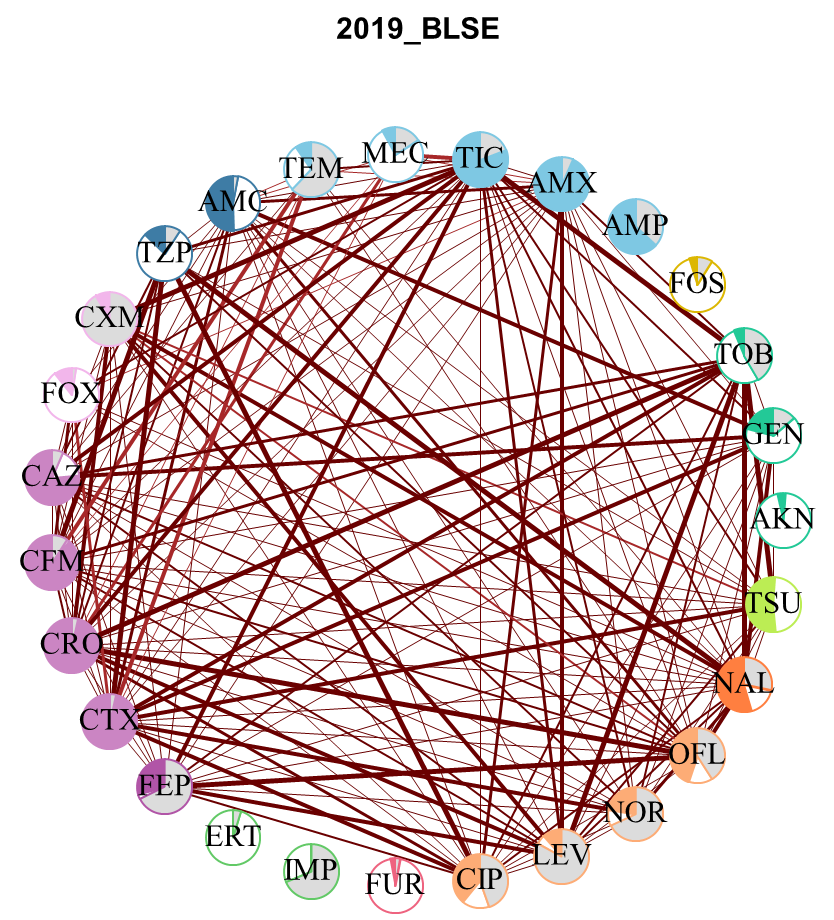 2019_BLSE
MEC
TIC
TEM
AMX
AMC
AMP
TZP
FOS
CXM
TOB
FOX
GEN
CAZ
AKN
CFM
TSU
CRO
NAL
CTX
OFL
FEP
NOR
ERT
LEV
IMP
CIP
FUR